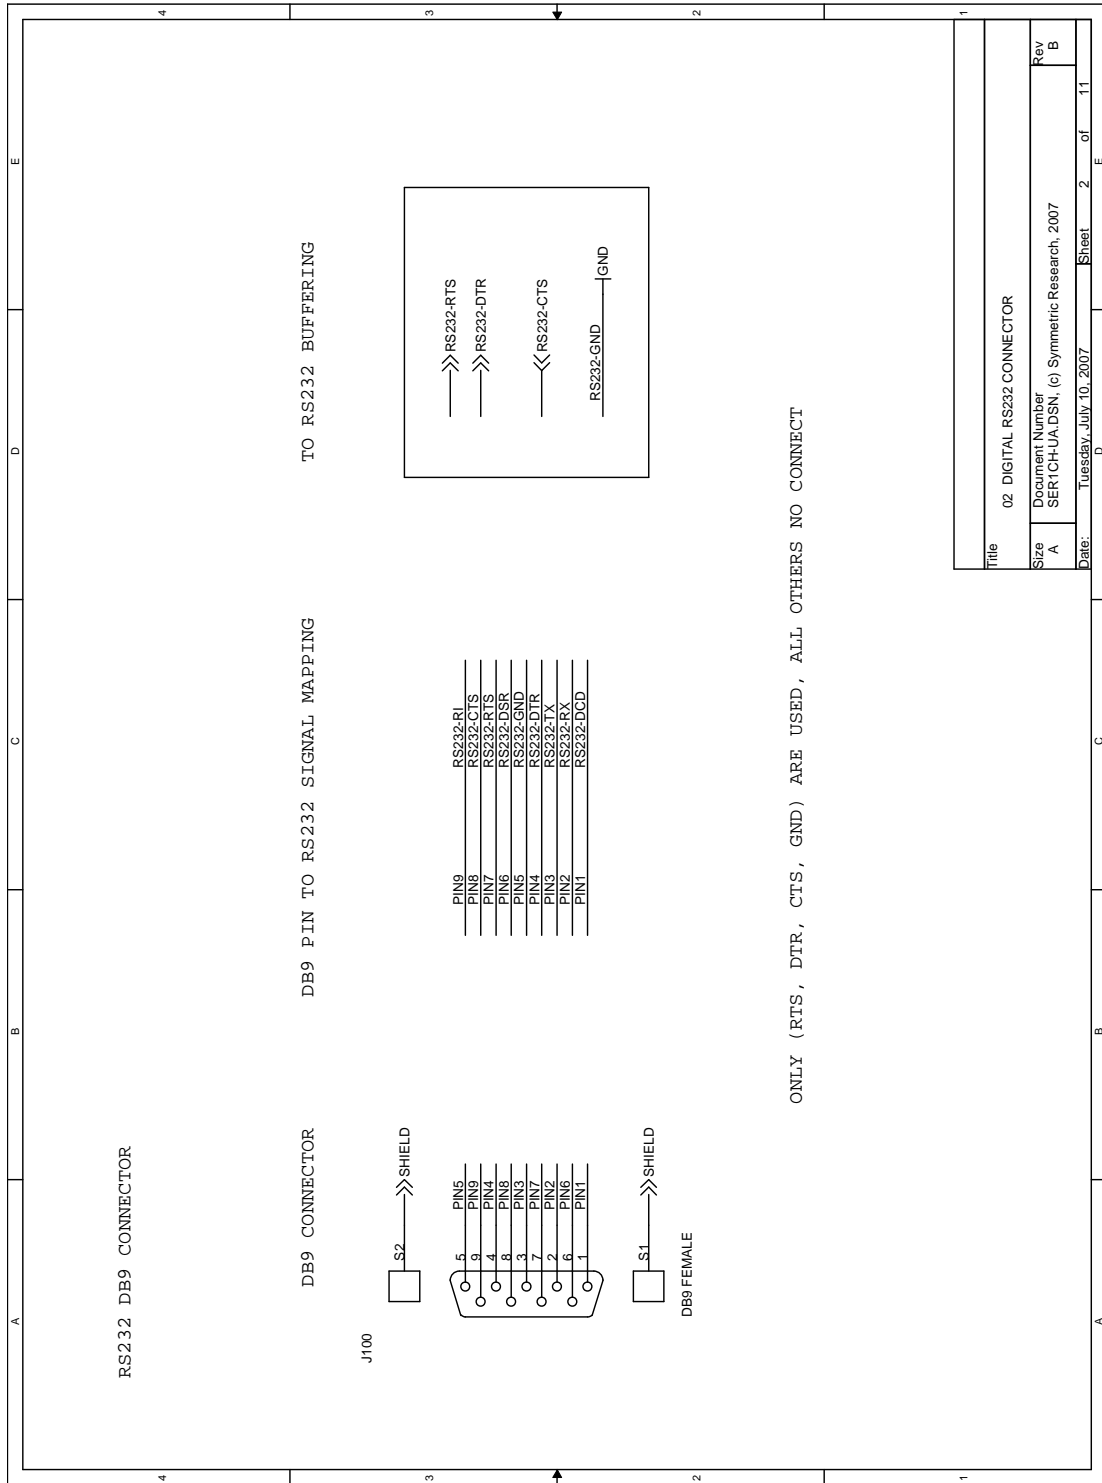 A
B
C
D
E
4
3
2
1
4
3
2
1
A
B
C
D
E
RS232 DB9 CONNECTOR
DB9 CONNECTOR
DB9 PIN TO RS232 SIGNAL MAPPING
TO RS232 BUFFERING
J100
S2
SHIELD
5
PIN5
9
PIN9
4
PIN4
8
PIN8
3
PIN3
7
PIN7
2
PIN2
6
PIN6
1
PIN1
S1
SHIELD
DB9 FEMALE
PIN9 RS232-RI
PIN8 RS232-CTS
PIN7 RS232-RTS
PIN6 RS232-DSR
PIN5 RS232-GND
PIN4 RS232-DTR
PIN3 RS232-TX
PIN2 RS232-RX
PIN1 RS232-DCD
RS232-RTS
RS232-DTR
RS232-CTS
RS232-GND
GND
ONLY (RTS, DTR, CTS, GND) ARE USED, ALL OTHERS NO CONNECT
Title
02 DIGITAL RS232 CONNECTOR
Size
A
Document Number
SER1CH-UA.DSN, (c) Symmetric Research, 2007
Rev
B
Date: Tuesday, July 10, 2007 Sheet 2 of 11